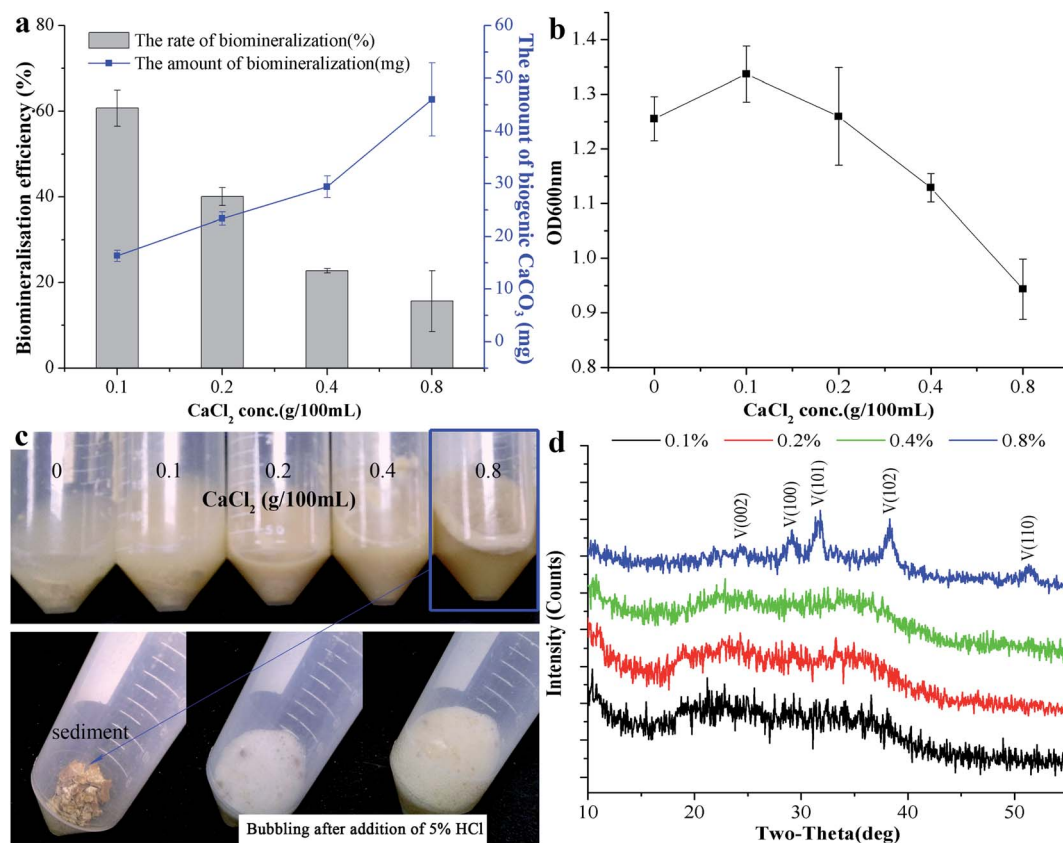 a
The rate of biomineralization(%)
The amount of biomineralization(mg)
Biomineralisation efficiency (%)
80
60
40
20
0
0.1 0.2 0.4 0.8
CaCl2 conc.(g/100mL)
60
50
40
30
20
10
0
The amount of biogenic CaCO3 (mg)
b
OD600nm
1.4
1.3
1.2
1.1
1.0
0.9
0.8
0 0.1 0.2 0.4 0.8
CaCl2 conc.(g/100mL)
c
0 0.1 0.2 0.4 0.8
CaCl2 (g/100mL)
sediment
Bubbling after addition of 5% HCl
d
0.1% 0.2% 0.4% 0.8%
V(002)
V(100)
V(101)
V(102)
V(110)
Intensity (Counts)
10 20 30 40 50
Two-Theta(deg)